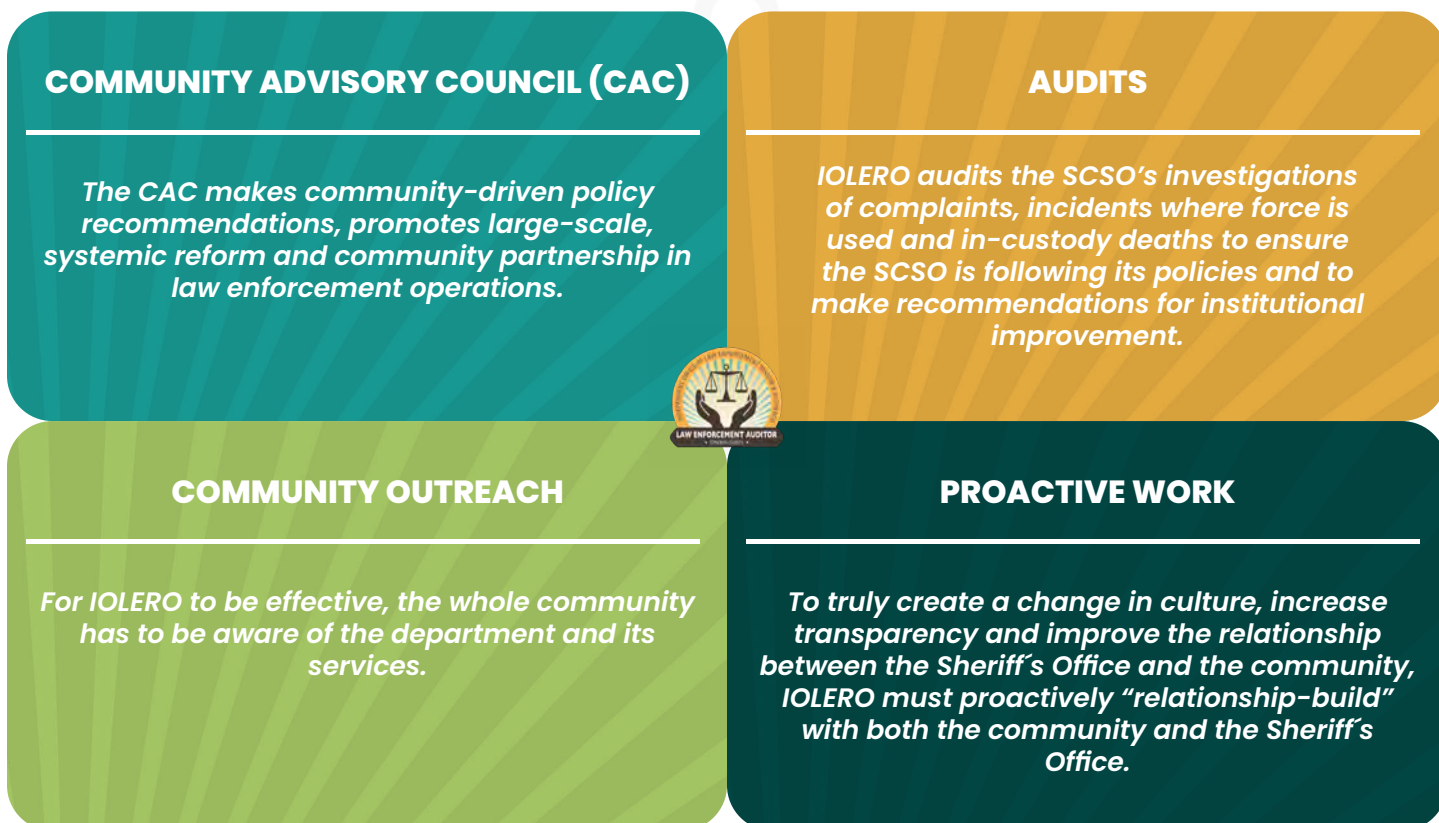 COMMUNITY ADVISORY COUNCIL (CAC)
The CAC makes community-driven policy
recommendations, promotes large-scale,
systemic reform and community partnership in
law enforcement operations.
AUDITS
IOLERO audits the SCSO’s investigations
of complaints, incidents where force is
used and in-custody deaths to ensure
the SCSO is following its policies and to
make recommendations for institutional
improvement.
LAW ENFORCEMENT AUDITOR
COMMUNITY OUTREACH
For IOLERO to be effective, the whole community
has to be aware of the department and its
services.
PROACTIVE WORK
To truly create a change in culture, increase
transparency and improve the relationship
between the Sheriff´s Office and the community,
IOLERO must proactively “relationship-build”
with both the community and the Sheriff´s
Office.